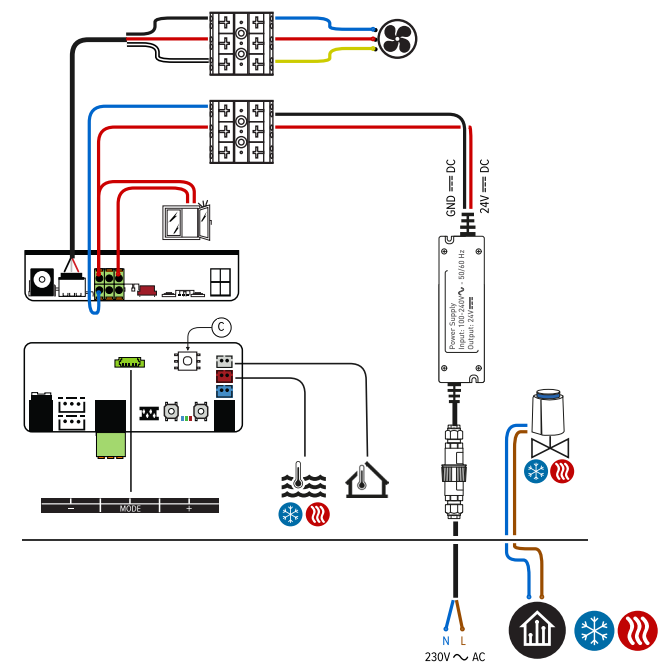 GND ⎓ DC
24V ⎓ DC
Power Supply
Input: 100-240V~ - 50/60 Hz
Output: 24V⎓
C
− MODE +
N L
230V ~ AC